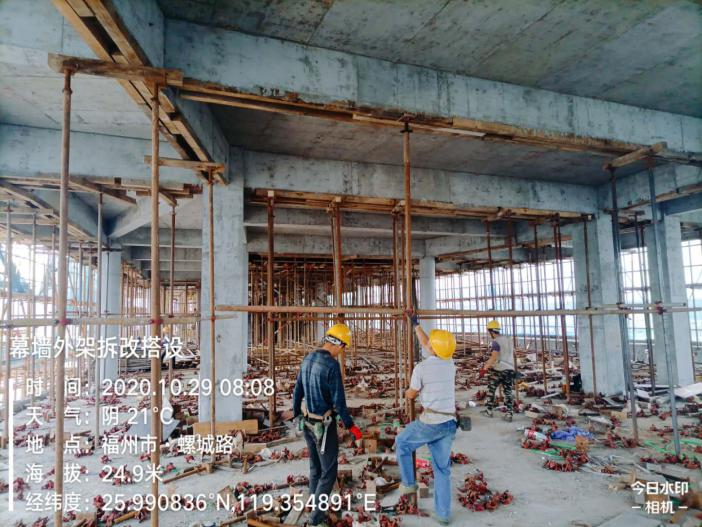 幕墙外架拆改搭设
时 间：2020.10.29 08:08
天 气：阴 21℃
地 点：福州市·螺城路
海 拔：24.9米
经纬度：25.990836°N,119.354891°E
今日水印
-相机-